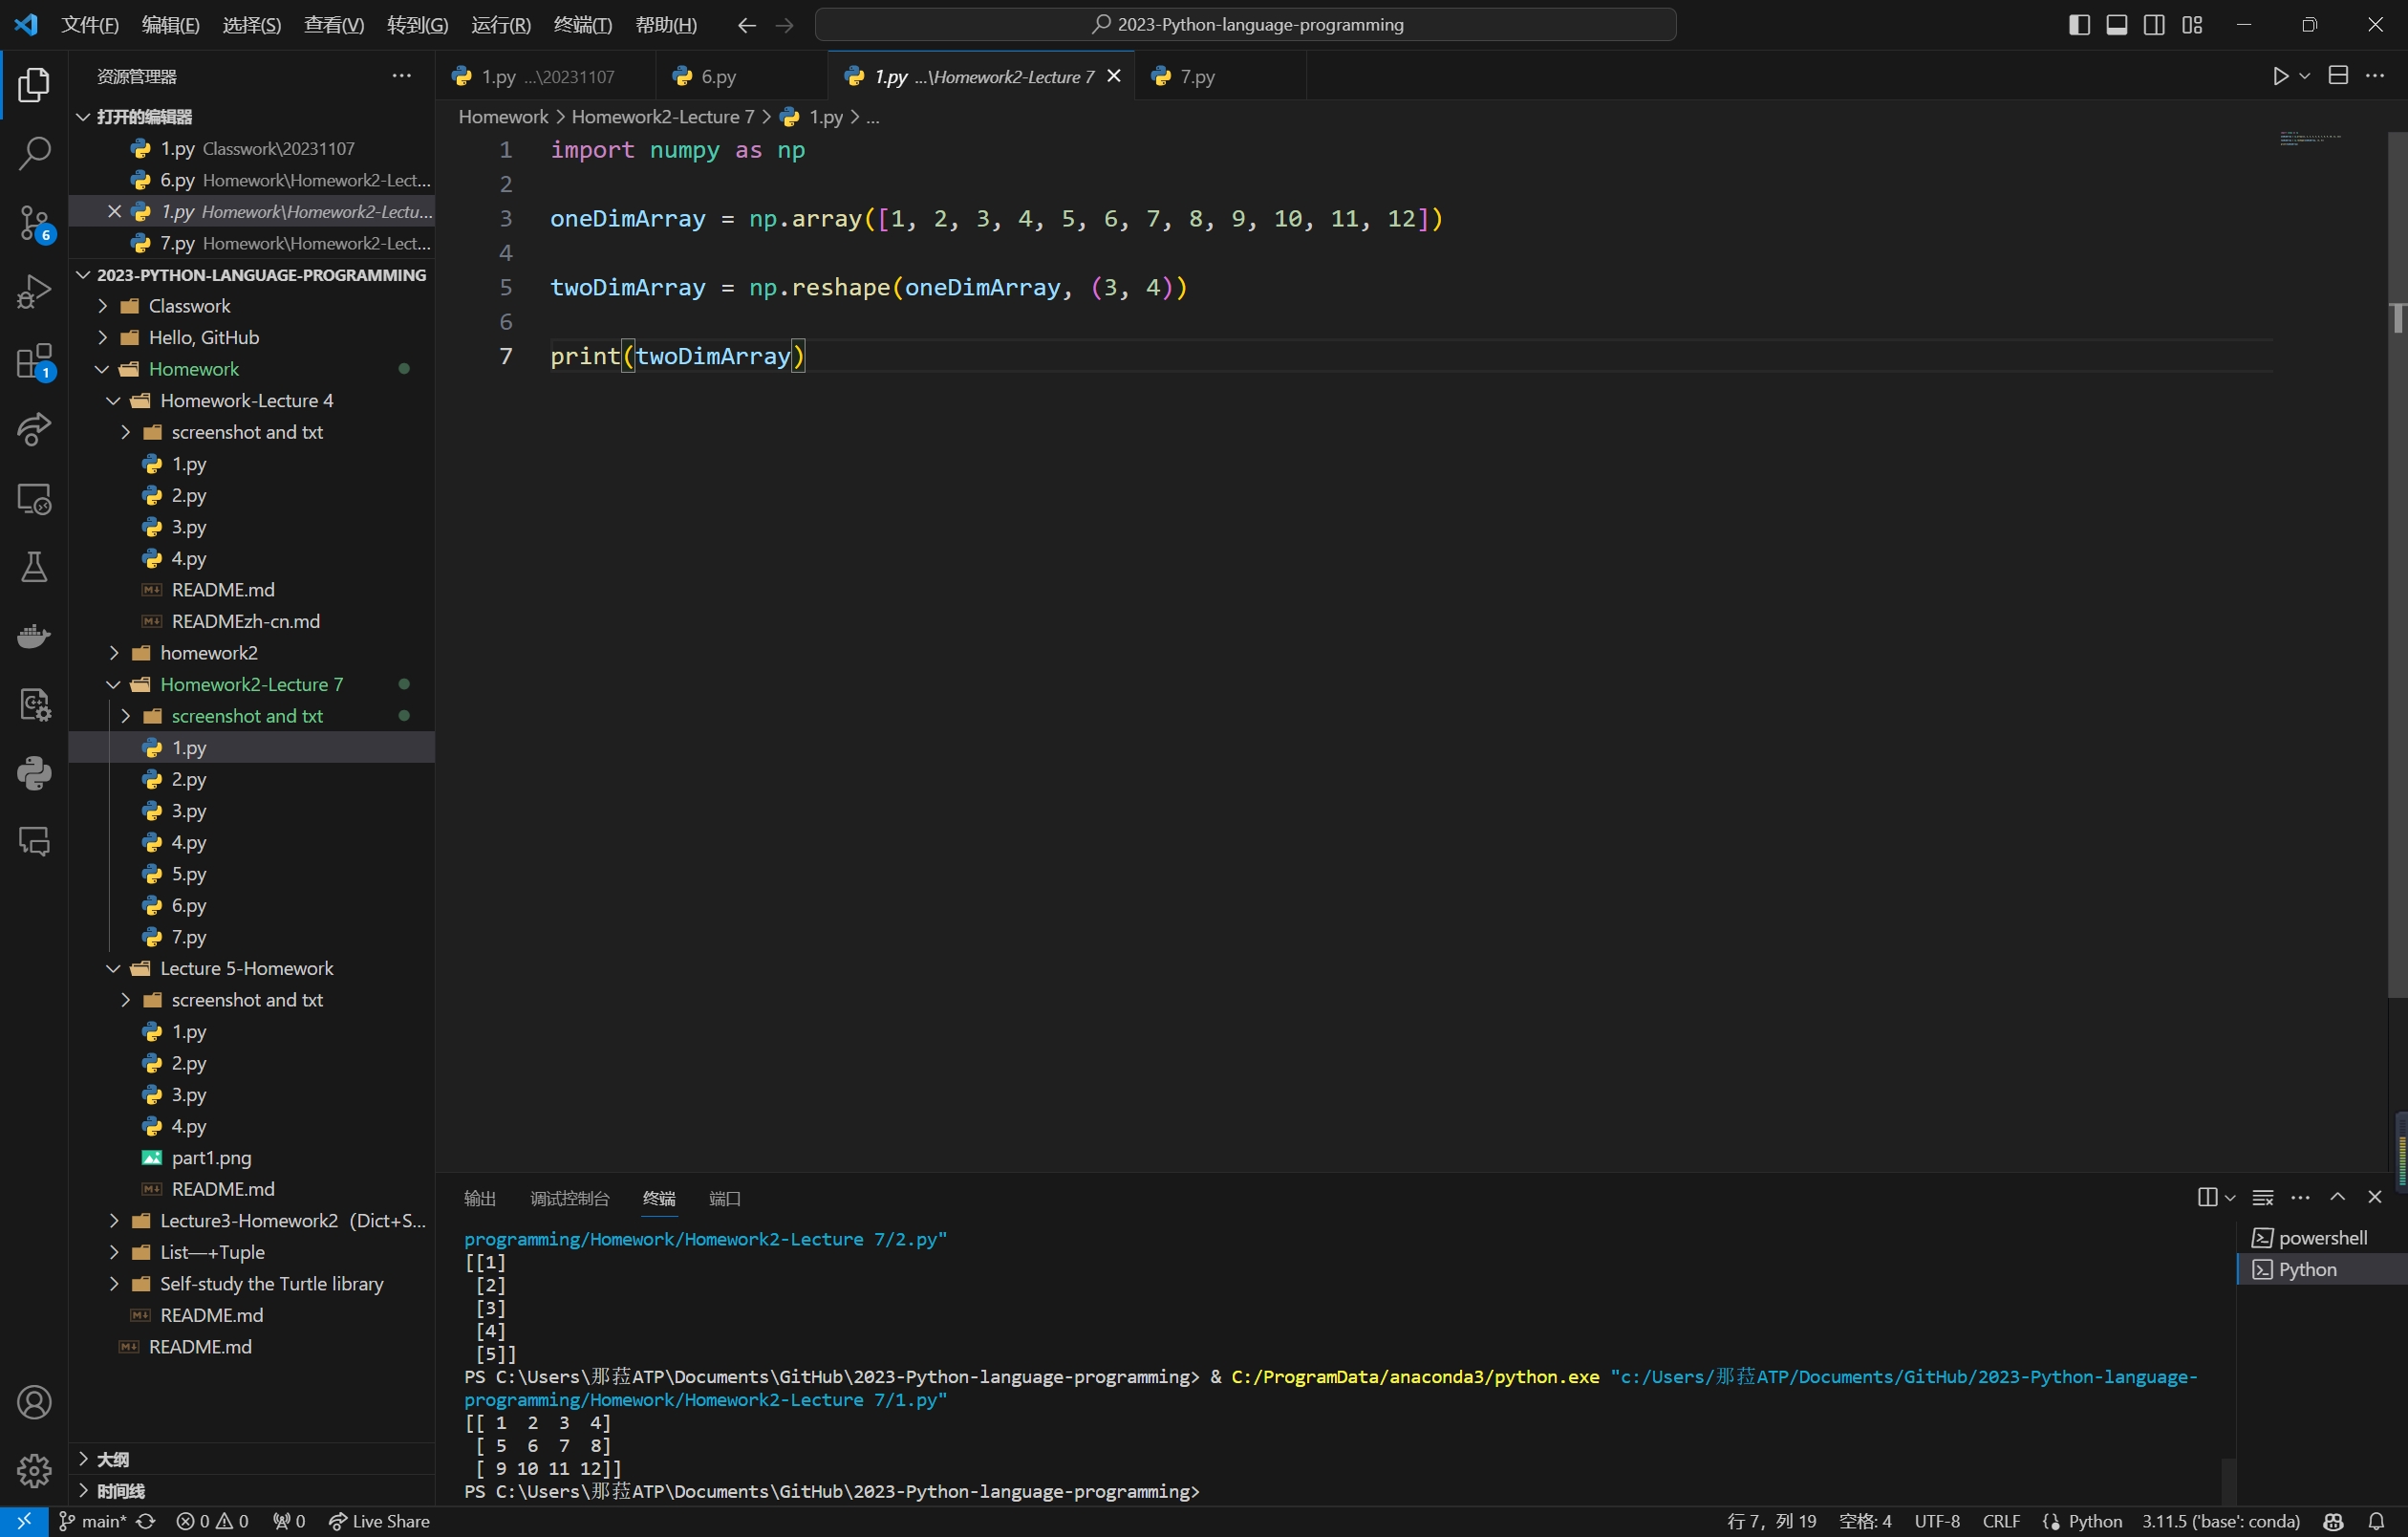 文件(F) 编辑(E) 选择(S) 查看(V) 转到(G) 运行(R) 终端(T) 帮助(H) 2023-Python-language-programming
资源管理器
打开的编辑器
1.py Classwork\20231107
6.py Homework\Homework2-Lect...
1.py Homework\Homework2-Lectu...
7.py Homework\Homework2-Lect...
2023-PYTHON-LANGUAGE-PROGRAMMING
Classwork
Hello, GitHub
Homework
Homework-Lecture 4
screenshot and txt
1.py
2.py
3.py
4.py
README.md
READMEzh-cn.md
homework2
Homework2-Lecture 7
screenshot and txt
1.py
2.py
3.py
4.py
5.py
6.py
7.py
Lecture 5-Homework
screenshot and txt
1.py
2.py
3.py
4.py
part1.png
README.md
Lecture3-Homework2（Dict+S...
List—+Tuple
Self-study the Turtle library
README.md
README.md
大纲
时间线
6
1
1.py ...\20231107 6.py 1.py ...\Homework2-Lecture 7 7.py
Homework > Homework2-Lecture 7 > 1.py > ...
1 import numpy as np
2
3 oneDimArray = np.array([1, 2, 3, 4, 5, 6, 7, 8, 9, 10, 11, 12])
4
5 twoDimArray = np.reshape(oneDimArray, (3, 4))
6
7 print(twoDimArray)
输出 调试控制台 终端 端口
programming/Homework/Homework2-Lecture 7/2.py"
[[1]
[2]
[3]
[4]
[5]]
PS C:\Users\那菈ATP\Documents\GitHub\2023-Python-language-programming> & C:/ProgramData/anaconda3/python.exe "c:/Users/那菈ATP/Documents/GitHub/2023-Python-language-
programming/Homework/Homework2-Lecture 7/1.py"
[[ 1 2 3 4]
[ 5 6 7 8]
[ 9 10 11 12]]
PS C:\Users\那菈ATP\Documents\GitHub\2023-Python-language-programming>
powershell
Python
main* 0 0 0 Live Share 行 7，列 19 空格: 4 UTF-8 CRLF Python 3.11.5 ('base': conda)